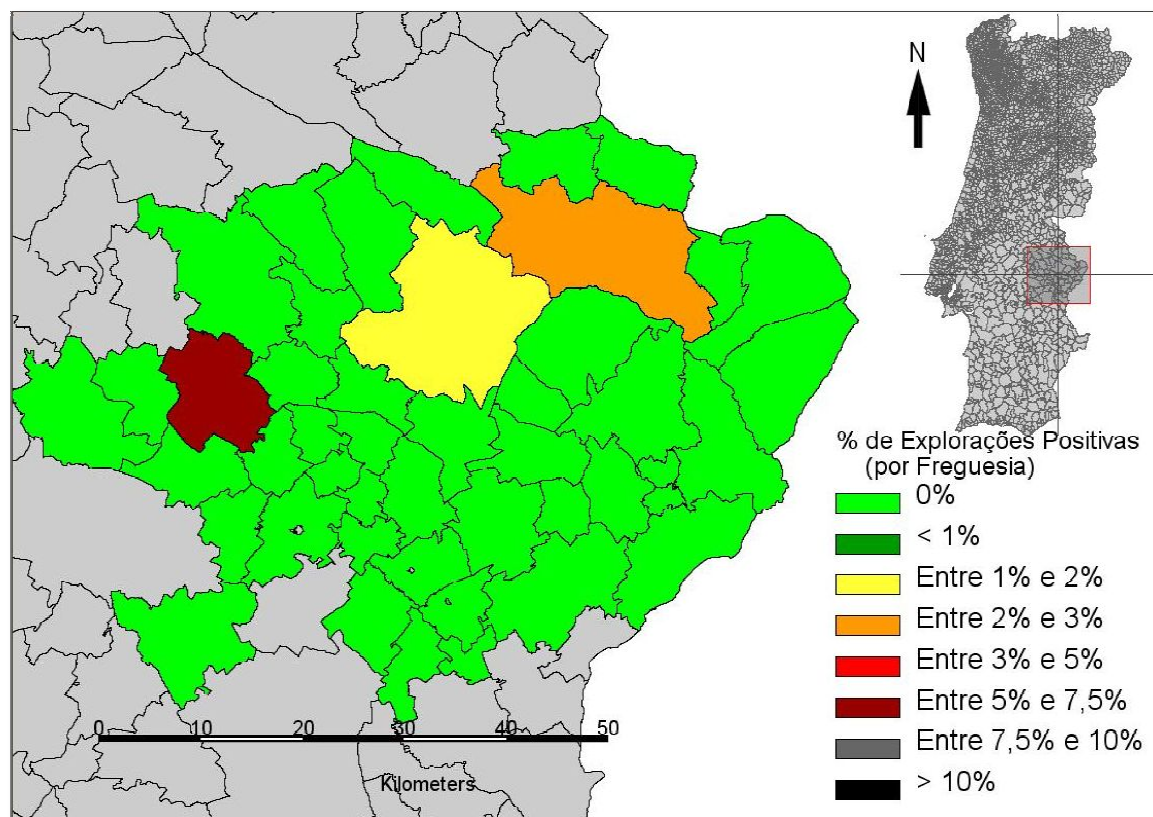 N
% de Explorações Positivas
(por Freguesia)
0%
< 1%
Entre 1% e 2%
Entre 2% e 3%
Entre 3% e 5%
Entre 5% e 7,5%
Entre 7,5% e 10%
> 10%
0 10 20 30 40 50
Kilometers